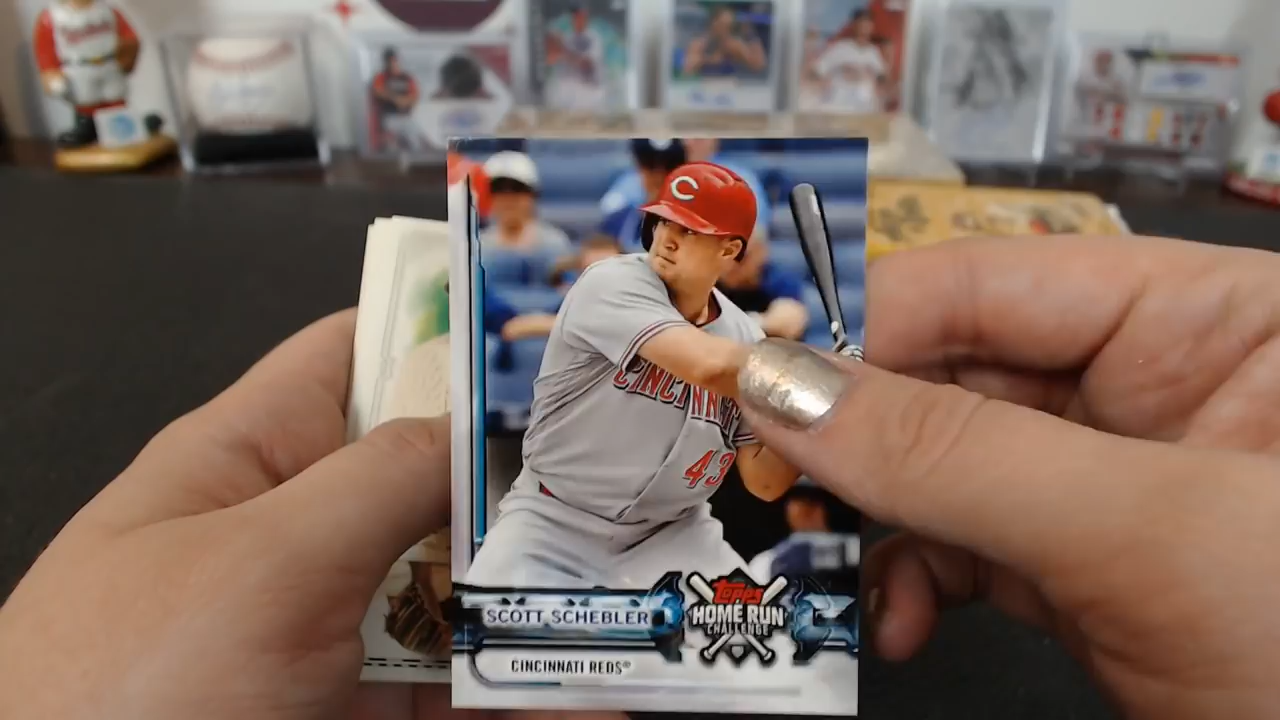 C
CINCINNATI
43
SCOTT SCHEBLER
Topps
HOME RUN
CHALLENGE
C
CINCINNATI REDS®